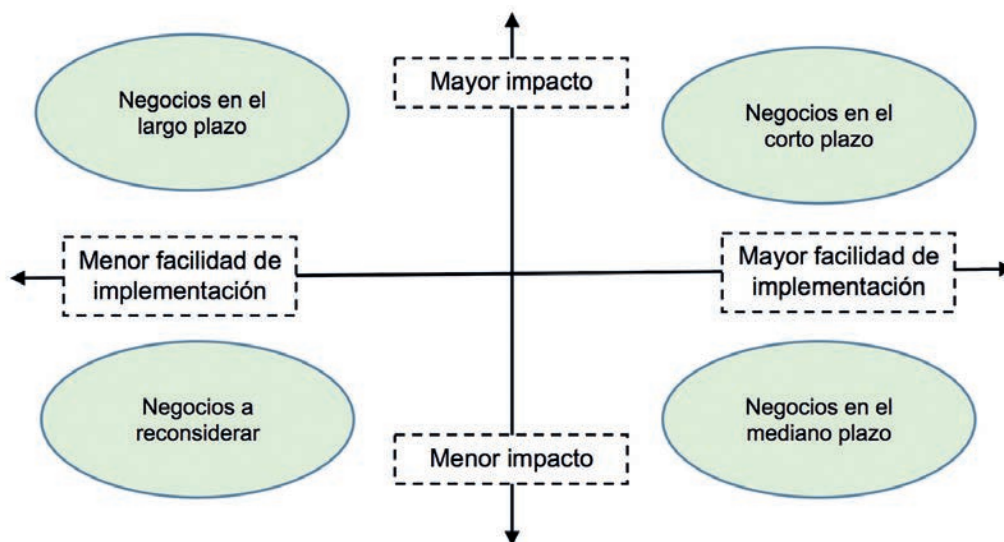 Mayor impacto
Negocios en el
largo plazo
Negocios en el
corto plazo
Menor facilidad de
implementación
Mayor facilidad de
implementación
Negocios a
reconsiderar
Negocios en el
mediano plazo
Menor impacto